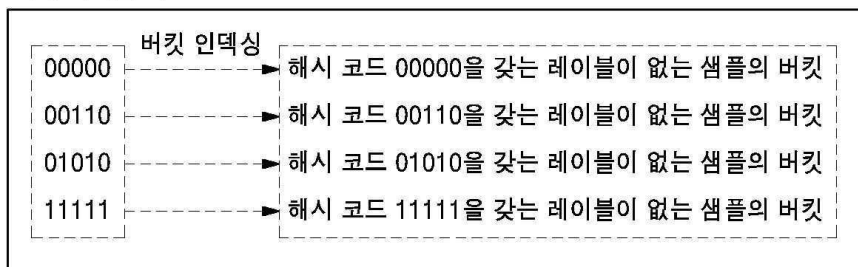 버킷 인덱싱
00000 해시 코드 00000을 갖는 레이블이 없는 샘플의 버킷
00110 해시 코드 00110을 갖는 레이블이 없는 샘플의 버킷
01010 해시 코드 01010을 갖는 레이블이 없는 샘플의 버킷
11111 해시 코드 11111을 갖는 레이블이 없는 샘플의 버킷